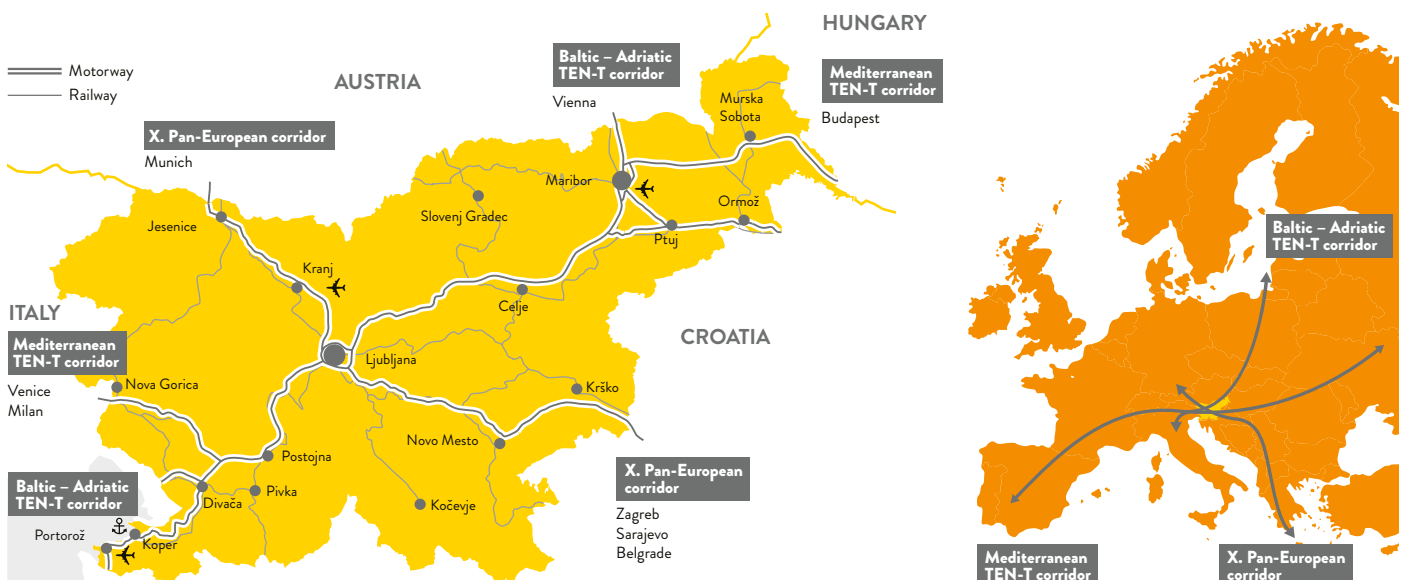 HUNGARY
Baltic – Adriatic
TEN-T corridor
Vienna
Mediterranean
TEN-T corridor
Budapest
Motorway
Railway
AUSTRIA
X. Pan-European corridor
Munich
Murska
Sobota
Maribor
Slovenj Gradec
Ormož
Ptuj
Jesenice
Kranj
Celje
ITALY
Mediterranean
TEN-T corridor
Venice
Milan
Nova Gorica
Ljubljana
CROATIA
Krško
Novo Mesto
Postojna
Pivka
Divača
Kočevje
Baltic – Adriatic
TEN-T corridor
Portorož
Koper
X. Pan-European
corridor
Zagreb
Sarajevo
Belgrade
Baltic – Adriatic
TEN-T corridor
Mediterranean
TEN-T corridor
X. Pan-European
corridor